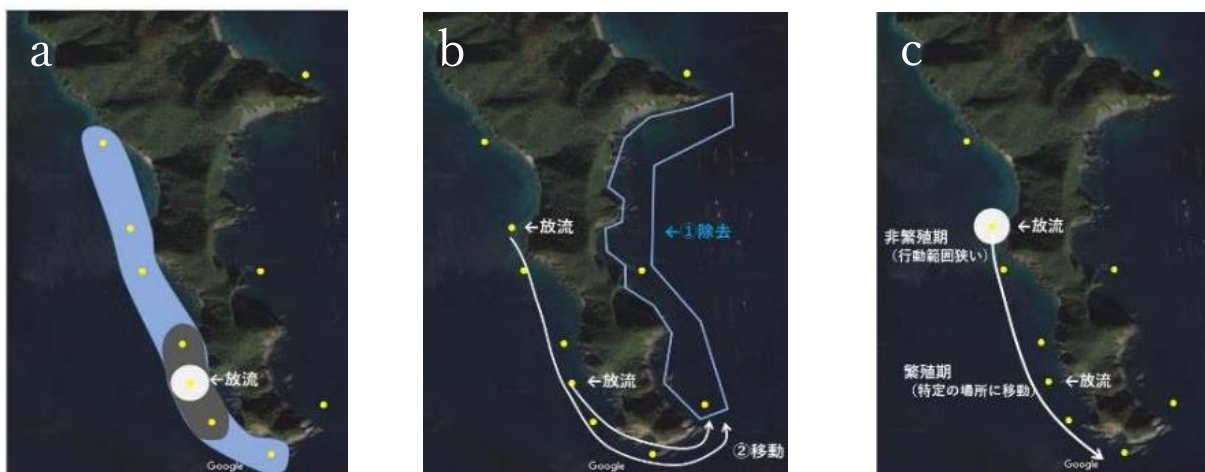 a
←放流
Google
b
←放流
←①除去
←放流
②移動
Google
c
←放流
非繁殖期
（行動範囲狭い）
繁殖期
（特定の場所に移動）
←放流
Google